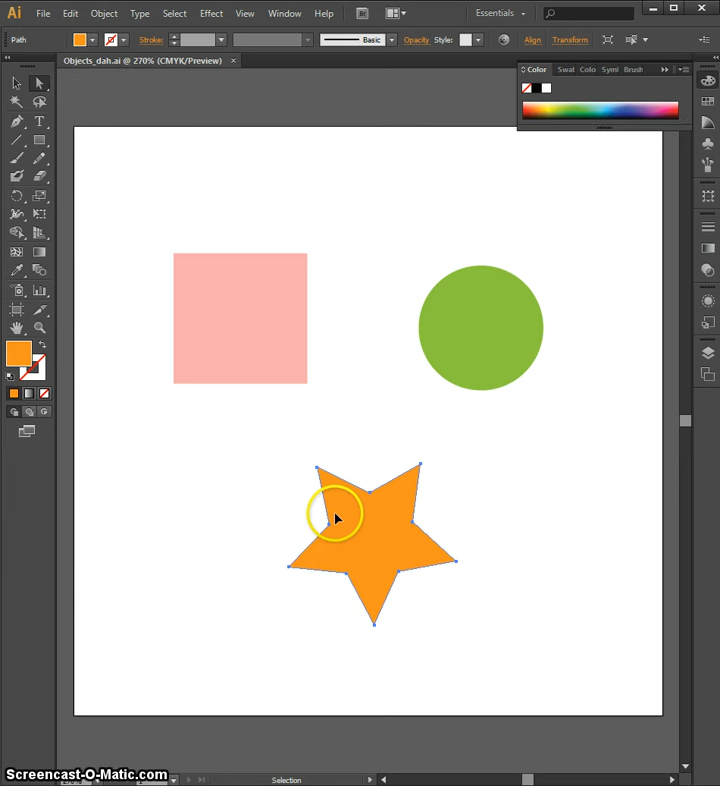 Ai File Edit Object Type Select Effect View Window Help Br Essentials
Path Stroke: Basic Opacity Style: Align Transform
Objects_dah.ai @ 270% (CMYK/Preview) ×
Color Swat Colo Symb Brush
Selection
Screencast-O-Matic.com